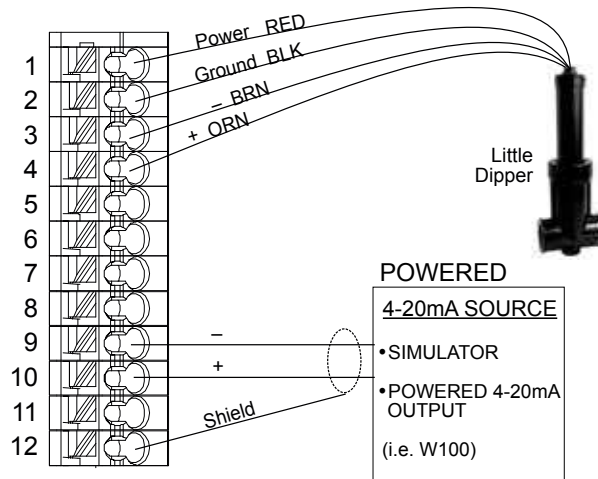 Power RED
Ground BLK
– BRN
+ ORN
1
2
3
4
5
6
7
8
9
10
11
12
Little
Dipper
POWERED
4-20mA SOURCE
•SIMULATOR
•POWERED 4-20mA
OUTPUT
(i.e. W100)
–
+
Shield